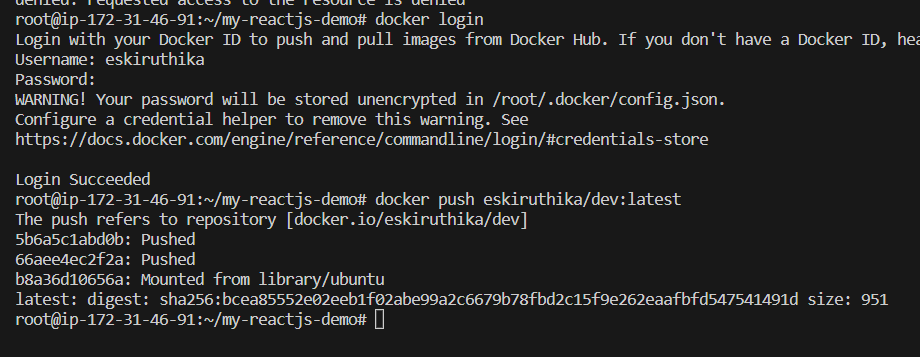 denied: requested access to the resource is denied
root@ip-172-31-46-91:~/my-reactjs-demo# docker login
Login with your Docker ID to push and pull images from Docker Hub. If you don't have a Docker ID, hea
Username: eskiruthika
Password:
WARNING! Your password will be stored unencrypted in /root/.docker/config.json.
Configure a credential helper to remove this warning. See
https://docs.docker.com/engine/reference/commandline/login/#credentials-store
Login Succeeded
root@ip-172-31-46-91:~/my-reactjs-demo# docker push eskiruthika/dev:latest
The push refers to repository [docker.io/eskiruthika/dev]
5b6a5c1abd0b: Pushed
66aee4ec2f2a: Pushed
b8a36d10656a: Mounted from library/ubuntu
latest: digest: sha256:bcea85552e02eeb1f02abe99a2c6679b78fbd2c15f9e262eaafbfd547541491d size: 951
root@ip-172-31-46-91:~/my-reactjs-demo#